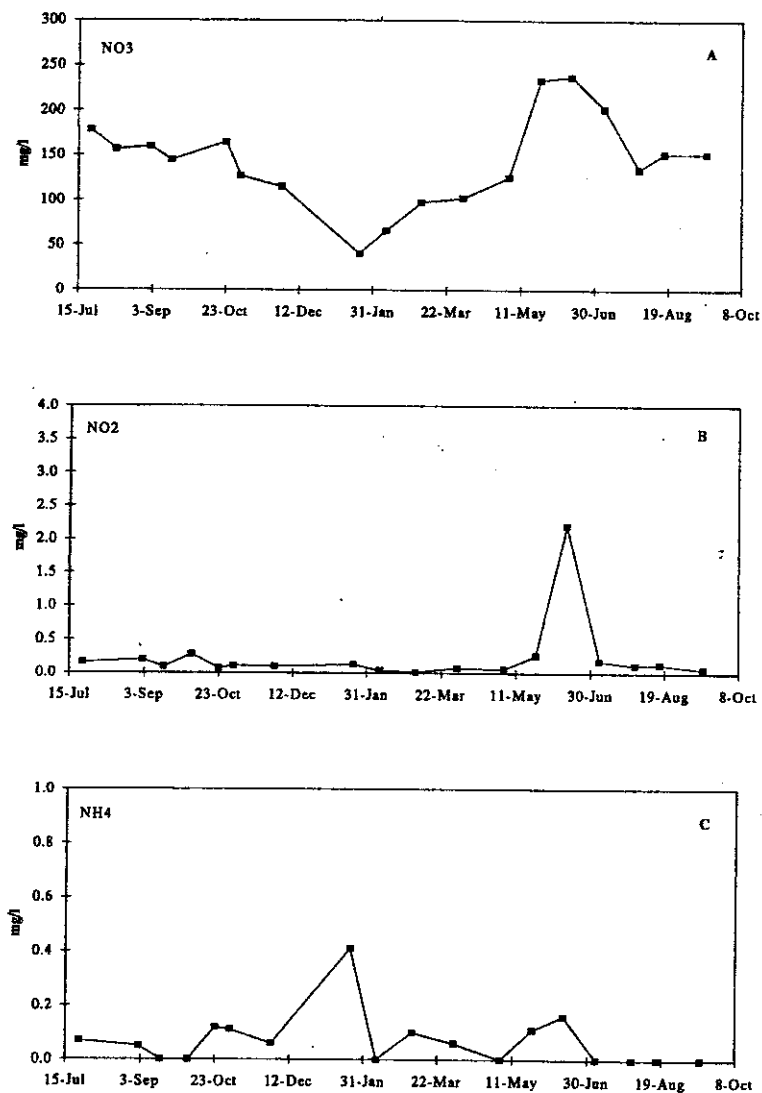 300
NO3
A
250
200
mg/l
150
100
50
0
15-Jul 3-Sep 23-Oct 12-Dec 31-Jan 22-Mar 11-May 30-Jun 19-Aug 8-Oct
4.0
NO2
B
3.5
3.0
2.5
mg/l
2.0
1.5
1.0
0.5
0.0
15-Jul 3-Sep 23-Oct 12-Dec 31-Jan 22-Mar 11-May 30-Jun 19-Aug 8-Oct
1.0
NH4
C
0.8
0.6
mg/l
0.4
0.2
0.0
15-Jul 3-Sep 23-Oct 12-Dec 31-Jan 22-Mar 11-May 30-Jun 19-Aug 8-Oct